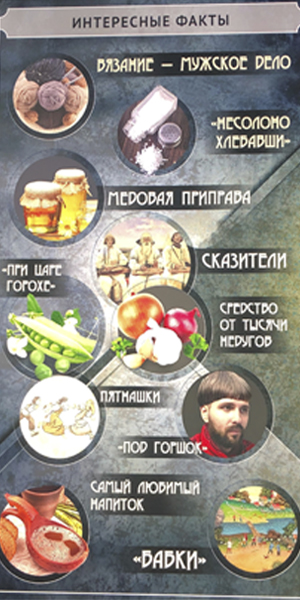 ИНТЕРЕСНЫЕ ФАКТЫ
ВЯЗАНИЕ – МУЖСКОЕ ДЕЛО
«НЕСОЛОНО
ХЛЕБАВШИ»
МЕДОВАЯ ПРИПРАВА
СКАЗИТЕЛИ
«ПРИ ЦАРЕ
ГОРОХЕ»
СРЕДСТВО
ОТ ТЫСЯЧИ
НЕДУГОВ
ПЯТНАШКИ
«ПОД ГОРШОК»
САМЫЙ ЛЮБИМЫЙ
НАПИТОК
«БАБКИ»